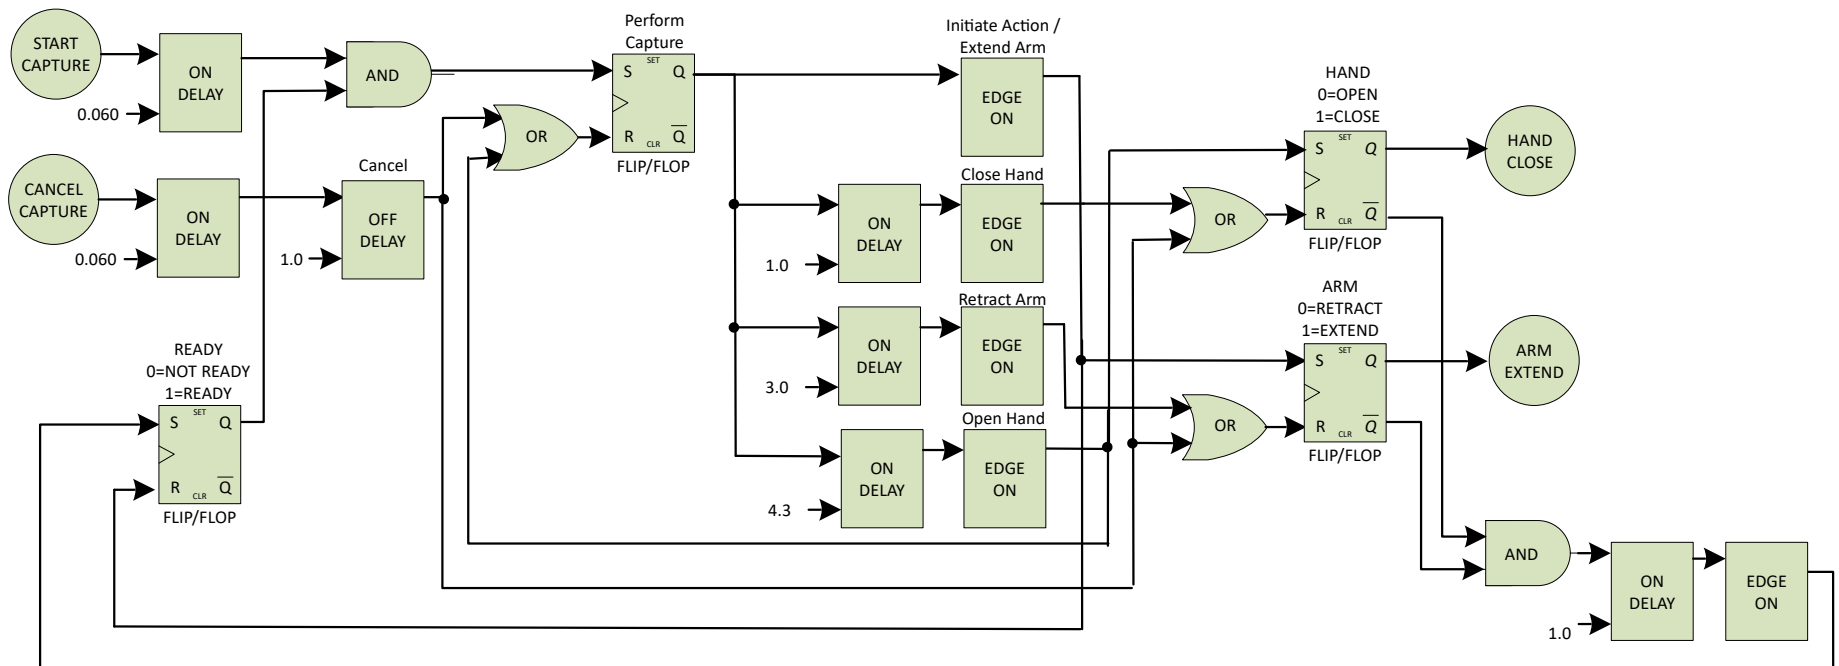 START
CAPTURE
0.060
ON
DELAY
AND
Perform
Capture
SET
S Q
R Q
CLR
FLIP/FLOP
OR
Initiate Action /
Extend Arm
EDGE
ON
HAND
0=OPEN
1=CLOSE
SET
S Q
R Q
CLR
FLIP/FLOP
HAND
CLOSE
CANCEL
CAPTURE
0.060
ON
DELAY
Cancel
OFF
DELAY
1.0
ON
DELAY
1.0
Close Hand
EDGE
ON
OR
ON
DELAY
3.0
Retract Arm
EDGE
ON
ARM
0=RETRACT
1=EXTEND
SET
S Q
R Q
CLR
FLIP/FLOP
ARM
EXTEND
READY
0=NOT READY
1=READY
SET
S Q
R Q
CLR
FLIP/FLOP
ON
DELAY
4.3
Open Hand
EDGE
ON
OR
AND
ON
DELAY
1.0
EDGE
ON